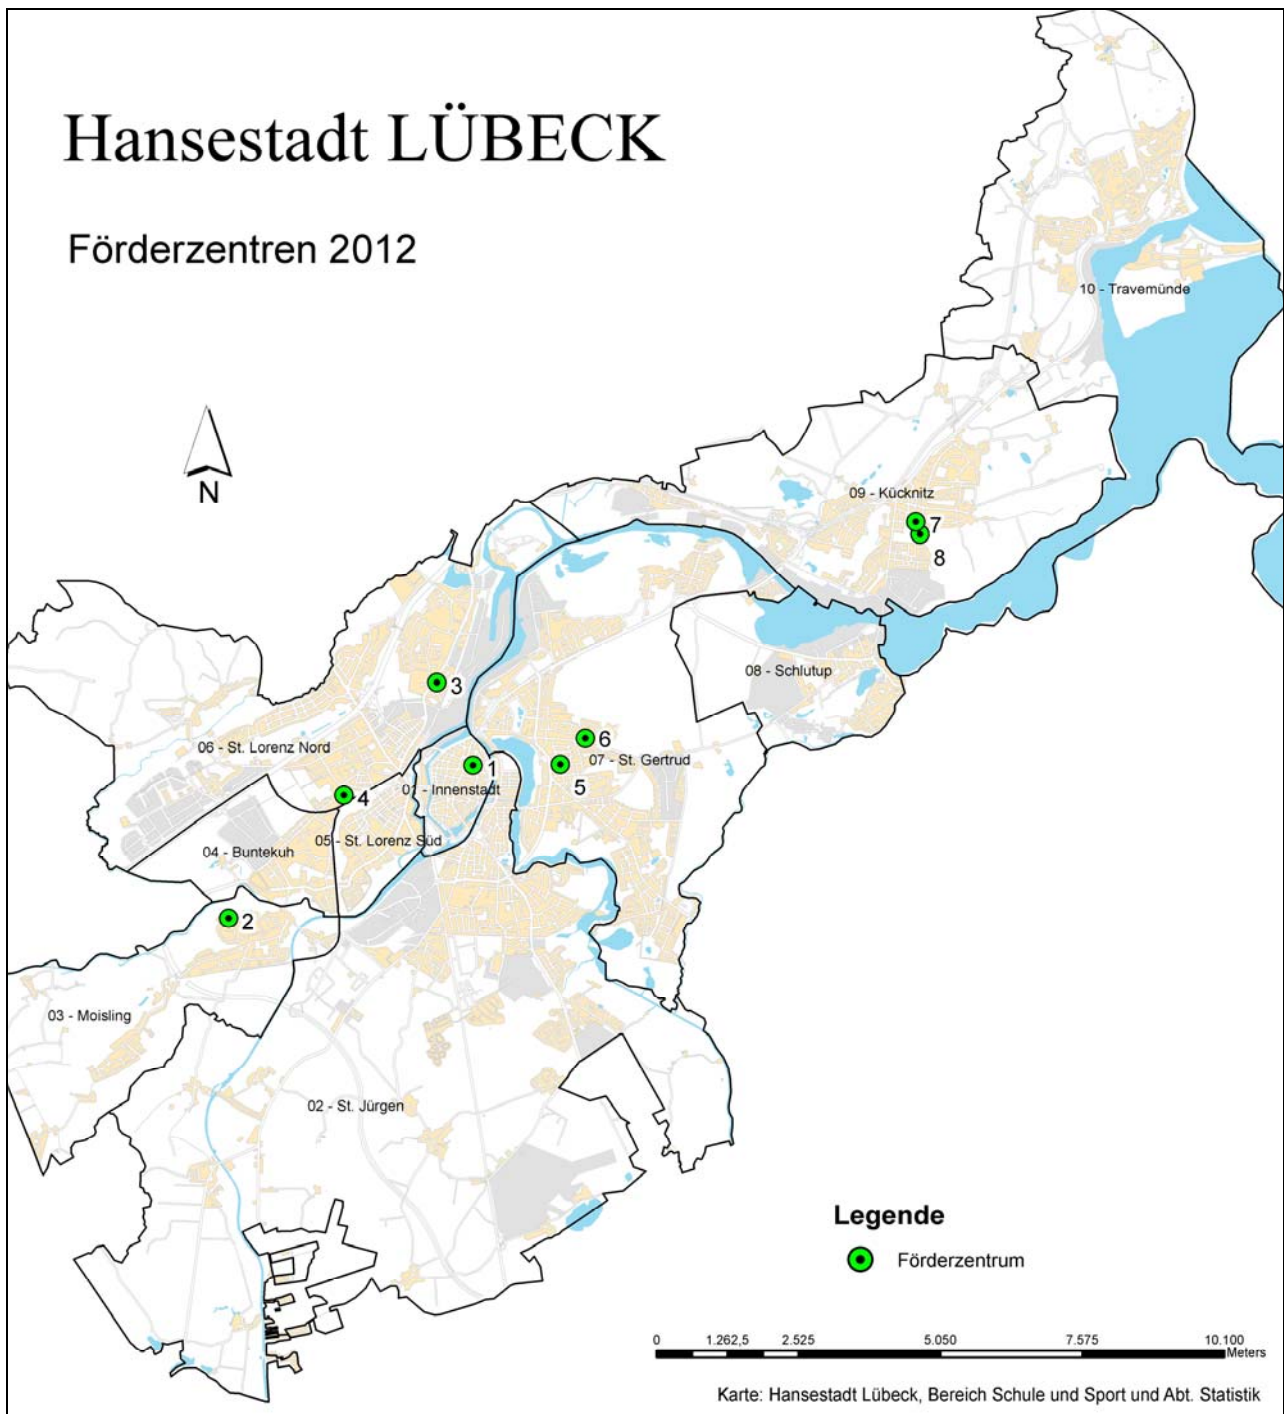 Hansestadt LÜBECK
Förderzentren 2012
10 - Travemünde
N
09 - Kücknitz
7
8
08 - Schlutup
3
06 - St. Lorenz Nord
6
07 - St. Gertrud
1
5
01 - Innenstadt
4
05 - St. Lorenz Süd
04 - Buntekuh
2
03 - Moisling
02 - St. Jürgen
Legende
Förderzentrum
0 1.262,5 2.525 5.050 7.575 10.100
Meters
Karte: Hansestadt Lübeck, Bereich Schule und Sport und Abt. Statistik